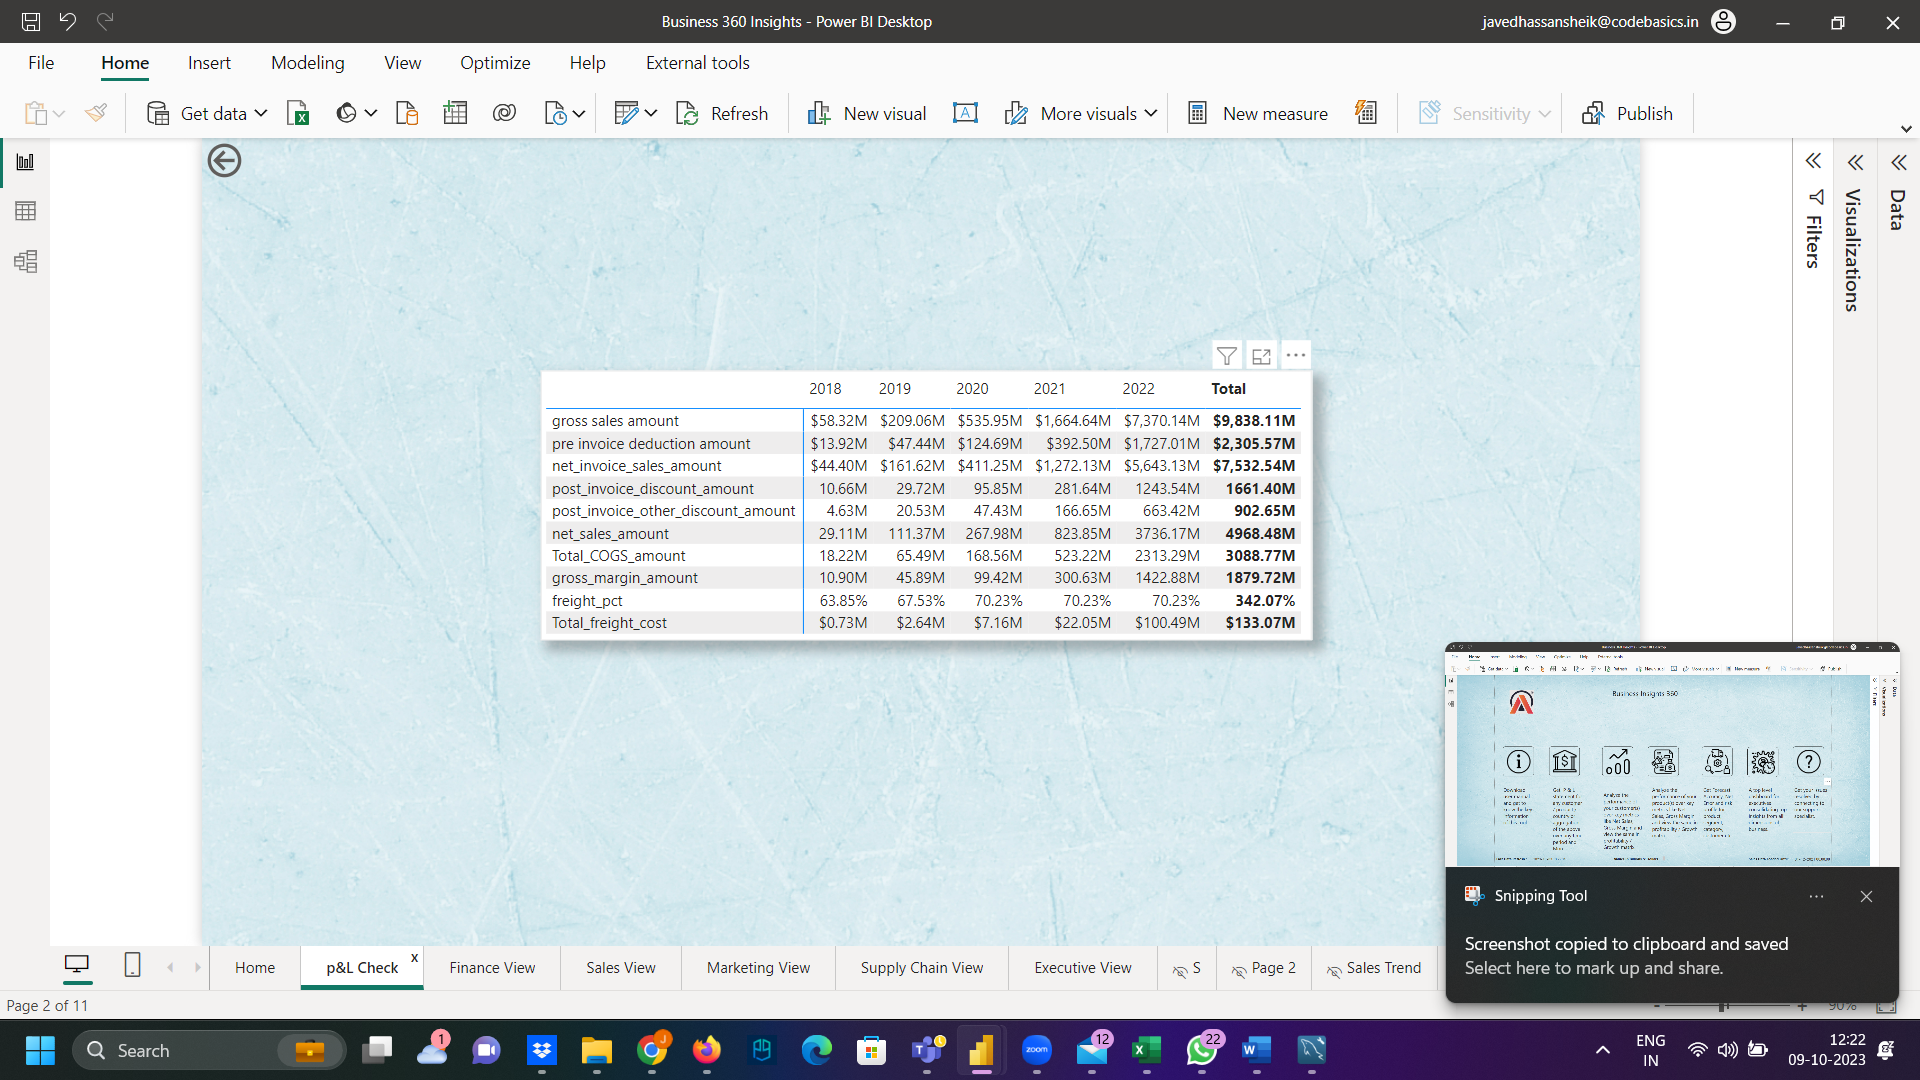 Business 360 Insights - Power BI Desktop
javedhassansheik@codebasics.in
File Home Insert Modeling View Optimize Help External tools
Get data Refresh New visual More visuals New measure Sensitivity Publish
Filters
Visualizations
Data
2018 2019 2020 2021 2022 Total
gross sales amount $58.32M $209.06M $535.95M $1,664.64M $7,370.14M $9,838.11M
pre invoice deduction amount $13.92M $47.44M $124.69M $392.50M $1,727.01M $2,305.57M
net_invoice_sales_amount $44.40M $161.62M $411.25M $1,272.13M $5,643.13M $7,532.54M
post_invoice_discount_amount 10.66M 29.72M 95.85M 281.64M 1243.54M 1661.40M
post_invoice_other_discount_amount 4.63M 20.53M 47.43M 166.65M 663.42M 902.65M
net_sales_amount 29.11M 111.37M 267.98M 823.85M 3736.17M 4968.48M
Total_COGS_amount 18.22M 65.49M 168.56M 523.22M 2313.29M 3088.77M
gross_margin_amount 10.90M 45.89M 99.42M 300.63M 1422.88M 1879.72M
freight_pct 63.85% 67.53% 70.23% 70.23% 70.23% 342.07%
Total_freight_cost $0.73M $2.64M $7.16M $22.05M $100.49M $133.07M
Business Insights 360
Snipping Tool
Screenshot copied to clipboard and saved
Select here to mark up and share.
Home p&L Check x Finance View Sales View Marketing View Supply Chain View Executive View S Page 2 Sales Trend
Page 2 of 11
90%
Search
1
J
zoom
12
22
ENG
IN
12:22
09-10-2023